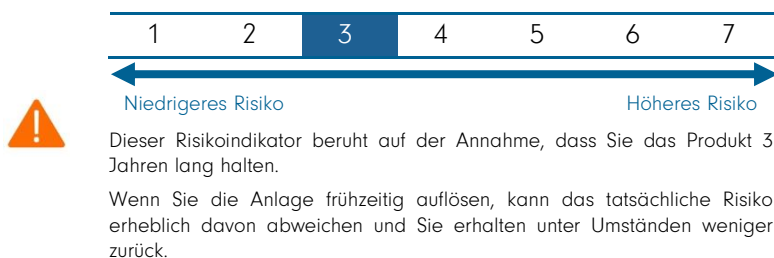 1 2 3 4 5 6 7
Niedrigeres Risiko Höheres Risiko
Dieser Risikoindikator beruht auf der Annahme, dass Sie das Produkt 3
Jahren lang halten.
Wenn Sie die Anlage frühzeitig auflösen, kann das tatsächliche Risiko
erheblich davon abweichen und Sie erhalten unter Umständen weniger
zurück.